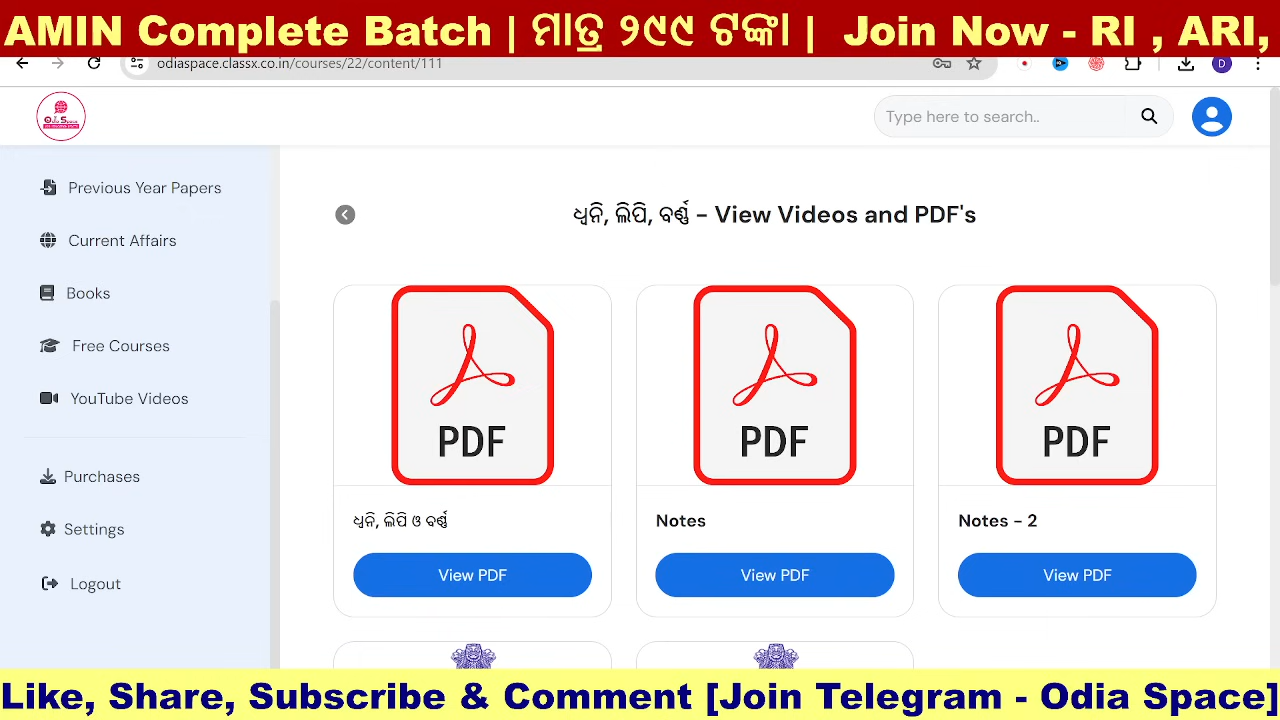 AMIN Complete Batch | ମାତ୍ର ୨୯୯ ଟଙ୍କା | Join Now - RI , ARI,
odiaspace.classx.co.in/courses/22/content/111
D
Type here to search..
Previous Year Papers
Current Affairs
Books
Free Courses
YouTube Videos
Purchases
Settings
Logout
ଧ୍ୱନି, ଲିପି, ବର୍ଣ୍ଣ – View Videos and PDF's
PDF PDF PDF
ଧ୍ୱନି, ଲିପି ଓ ବର୍ଣ୍ଣ Notes Notes – 2
View PDF View PDF View PDF
Like, Share, Subscribe & Comment [Join Telegram - Odia Space]